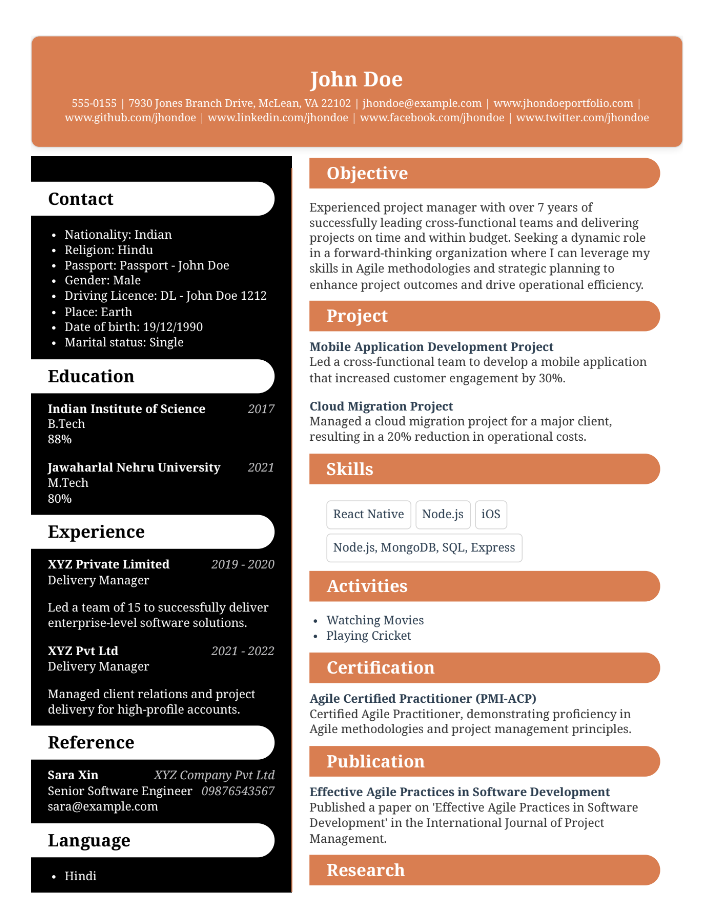 John Doe
555-0155 | 7930 Jones Branch Drive, McLean, VA 22102 | jhondoe@example.com | www.jhondoeportfolio.com |
www.github.com/jhondoe | www.linkedin.com/jhondoe | www.facebook.com/jhondoe | www.twitter.com/jhondoe
Contact
• Nationality: Indian
• Religion: Hindu
• Passport: Passport - John Doe
• Gender: Male
• Driving Licence: DL - John Doe 1212
• Place: Earth
• Date of birth: 19/12/1990
• Marital status: Single
Education
Indian Institute of Science 2017
B.Tech
88%
Jawaharlal Nehru University 2021
M.Tech
80%
Experience
XYZ Private Limited 2019 - 2020
Delivery Manager
Led a team of 15 to successfully deliver
enterprise-level software solutions.
XYZ Pvt Ltd 2021 - 2022
Delivery Manager
Managed client relations and project
delivery for high-profile accounts.
Reference
Sara Xin XYZ Company Pvt Ltd
Senior Software Engineer 09876543567
sara@example.com
Language
• Hindi
Objective
Experienced project manager with over 7 years of
successfully leading cross-functional teams and delivering
projects on time and within budget. Seeking a dynamic role
in a forward-thinking organization where I can leverage my
skills in Agile methodologies and strategic planning to
enhance project outcomes and drive operational efficiency.
Project
Mobile Application Development Project
Led a cross-functional team to develop a mobile application
that increased customer engagement by 30%.
Cloud Migration Project
Managed a cloud migration project for a major client,
resulting in a 20% reduction in operational costs.
Skills
React Native Node.js iOS
Node.js, MongoDB, SQL, Express
Activities
• Watching Movies
• Playing Cricket
Certification
Agile Certified Practitioner (PMI-ACP)
Certified Agile Practitioner, demonstrating proficiency in
Agile methodologies and project management principles.
Publication
Effective Agile Practices in Software Development
Published a paper on 'Effective Agile Practices in Software
Development' in the International Journal of Project
Management.
Research